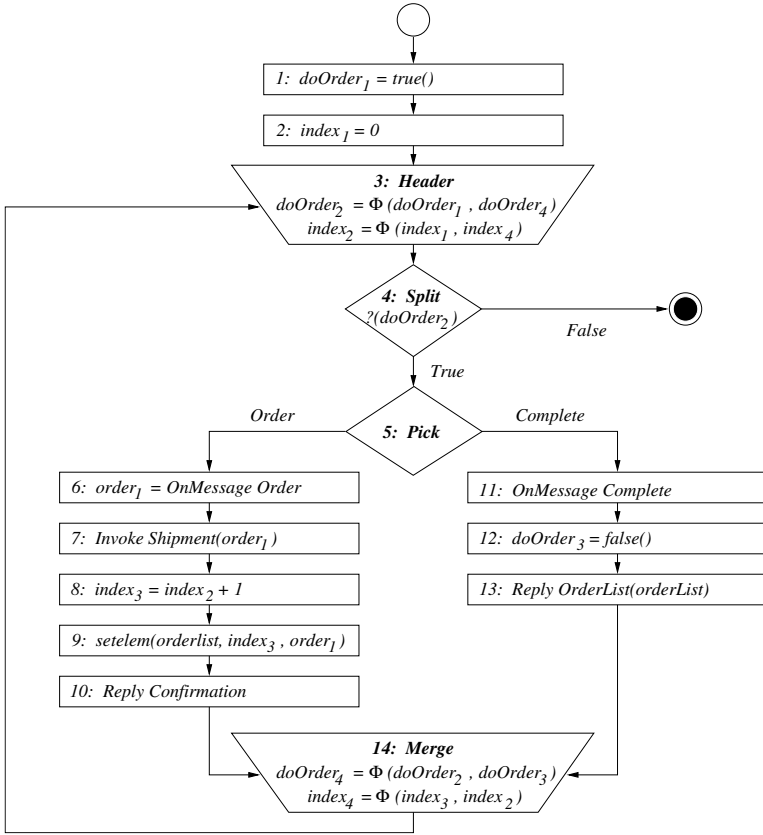 1: doOrder₁ = true()
2: index₁ = 0
3: Header
doOrder₂ = Φ (doOrder₁ , doOrder₄)
index₂ = Φ (index₁ , index₄)
4: Split
?(doOrder₂)
False
True
Order
5: Pick
Complete
6: order₁ = OnMessage Order
7: Invoke Shipment(order₁)
8: index₃ = index₂ + 1
9: setelem(orderlist, index₃ , order₁)
10: Reply Confirmation
11: OnMessage Complete
12: doOrder₃ = false()
13: Reply OrderList(orderList)
14: Merge
doOrder₄ = Φ (doOrder₂ , doOrder₃)
index₄ = Φ (index₃ , index₂)